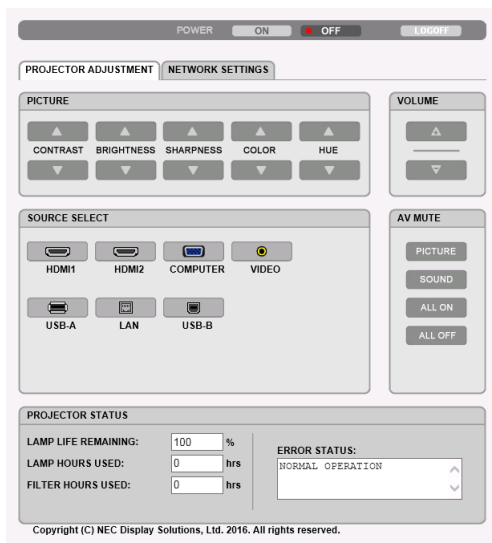 POWER ON OFF LOGOFF
PROJECTOR ADJUSTMENT NETWORK SETTINGS
PICTURE
CONTRAST BRIGHTNESS SHARPNESS COLOR HUE
VOLUME
SOURCE SELECT
HDMI1 HDMI2 COMPUTER VIDEO
USB-A LAN USB-B
AV MUTE
PICTURE
SOUND
ALL ON
ALL OFF
PROJECTOR STATUS
LAMP LIFE REMAINING: 100 %
LAMP HOURS USED: 0 hrs
FILTER HOURS USED: 0 hrs
ERROR STATUS:
NORMAL OPERATION
Copyright (C) NEC Display Solutions, Ltd. 2016. All rights reserved.